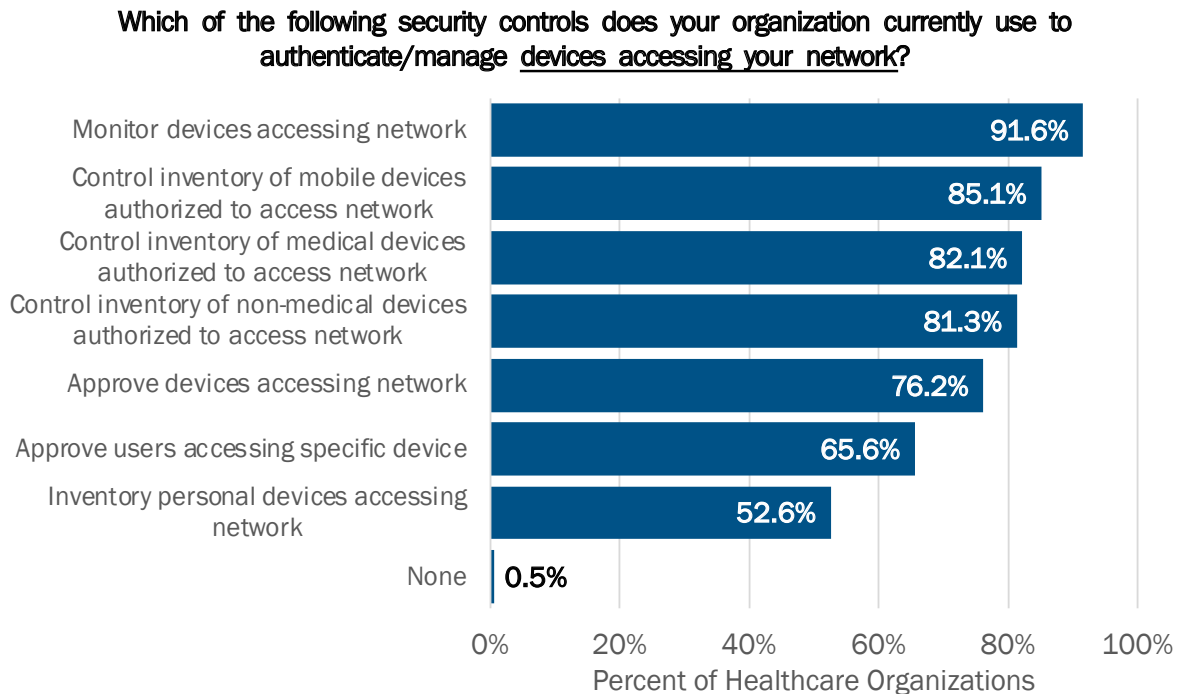 Which of the following security controls does your organization currently use to
authenticate/manage devices accessing your network?
Monitor devices accessing network
91.6%
Control inventory of mobile devices
authorized to access network
85.1%
Control inventory of medical devices
authorized to access network
82.1%
Control inventory of non-medical devices
authorized to access network
81.3%
Approve devices accessing network
76.2%
Approve users accessing specific device
65.6%
Inventory personal devices accessing
network
52.6%
None
0.5%
0%
20%
40%
60%
80%
100%
Percent of Healthcare Organizations